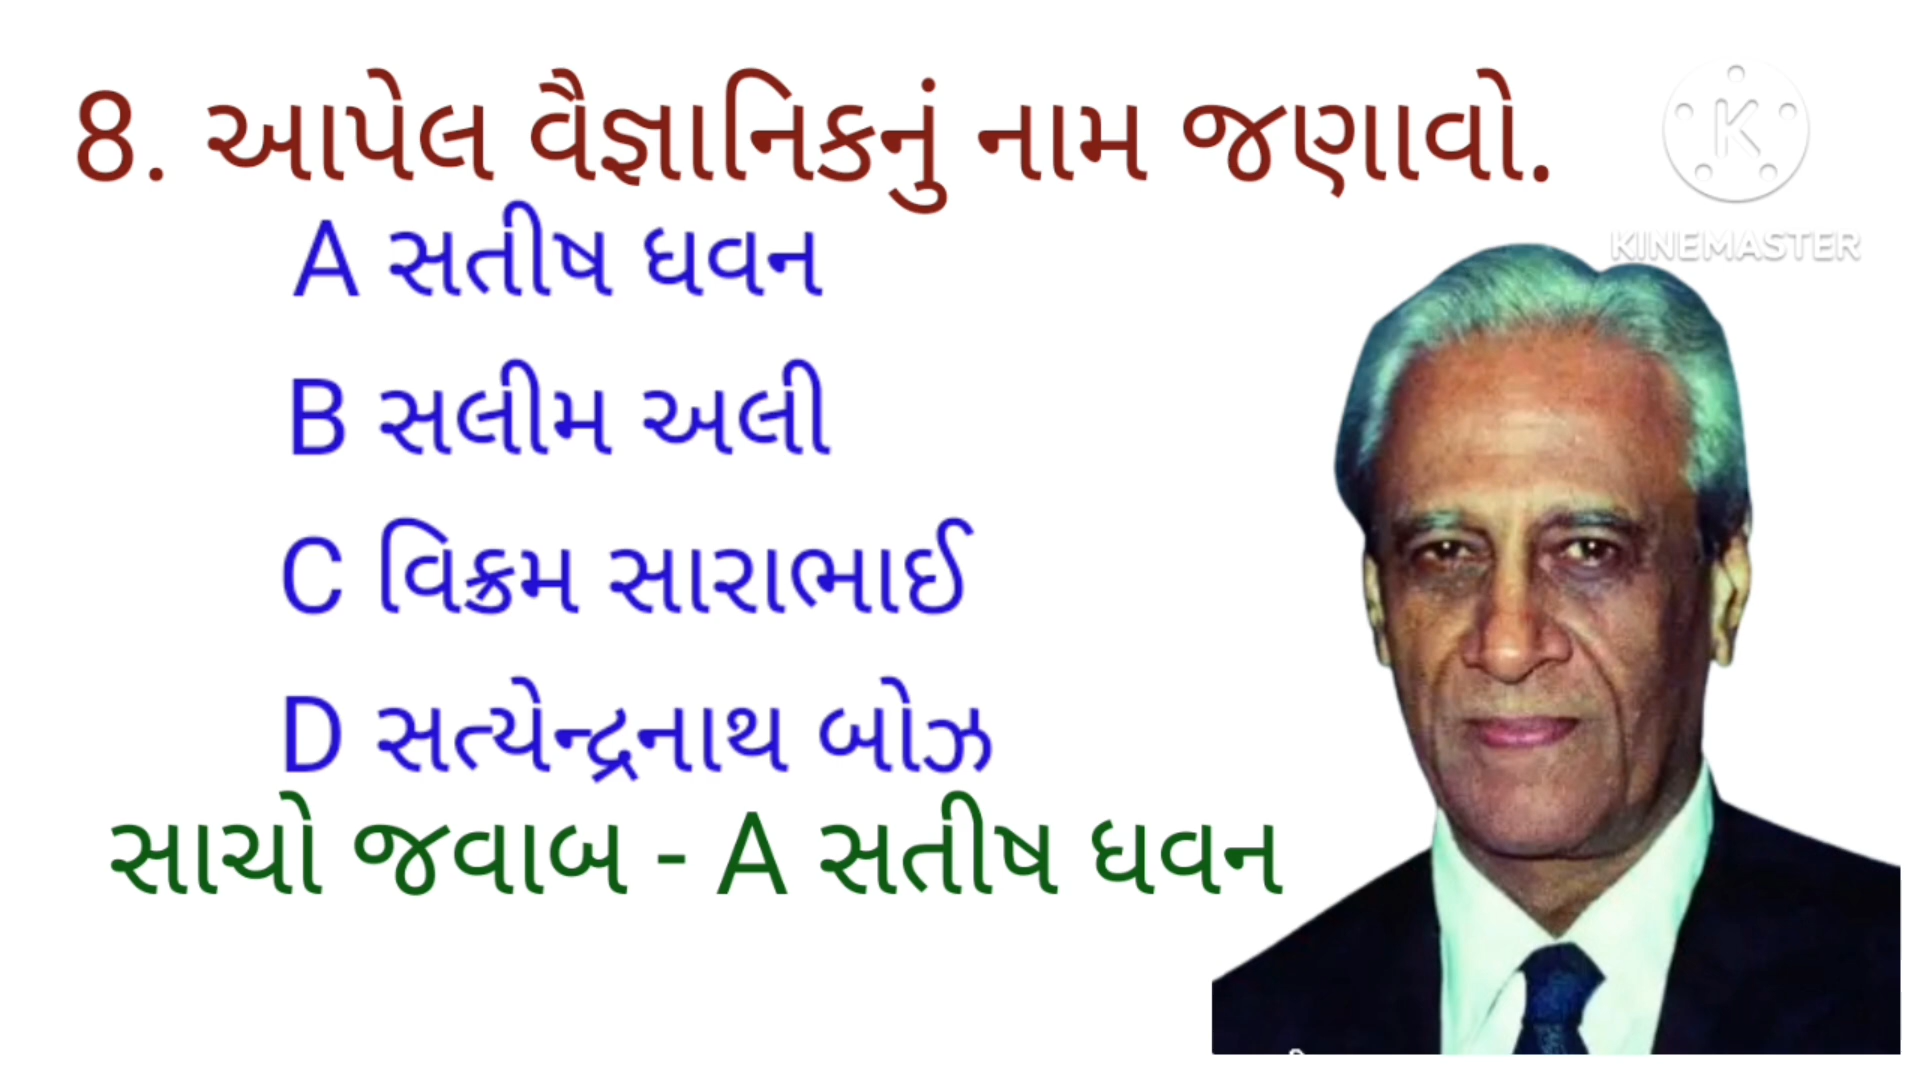 8. આપેલ વૈજ્ઞાનિકનું નામ જણાવો.
A સતીષ ધવન
B સલીમ અલી
C વિક્રમ સારાભાઈ
D સત્યેન્દ્રનાથ બોઝ
સાચો જવાબ - A સતીષ ધવન
K
KINEMASTER